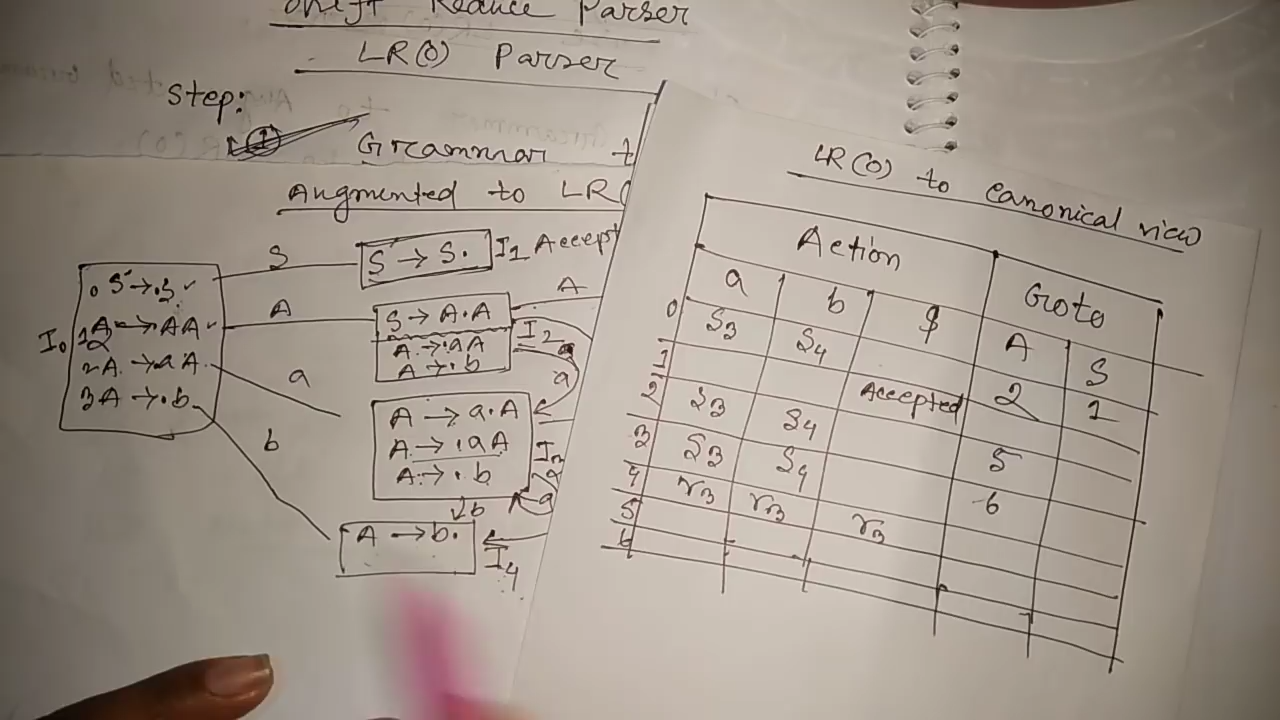 Shift Reduce Parser
LR(0) Parser
Step:
1
Grammar t
Augmented to LR(
S' → S. I1 Accept
S
I0
0 S' → .S
A → .AA
2 A. → .aA
3 A → .b
A
S → A.A
A. → .aA
A → .b
I2
A
a
a
A → a.A
A → .aA
A → .b
b
b
A → b.
I4
LR(0) to canonical view
Action Goto
a b $ A S
0 S3 S4 2 1
1 Accepted
2 S3 S4 5
3 S3 S4 6
4 r3 r3 r3
5
6